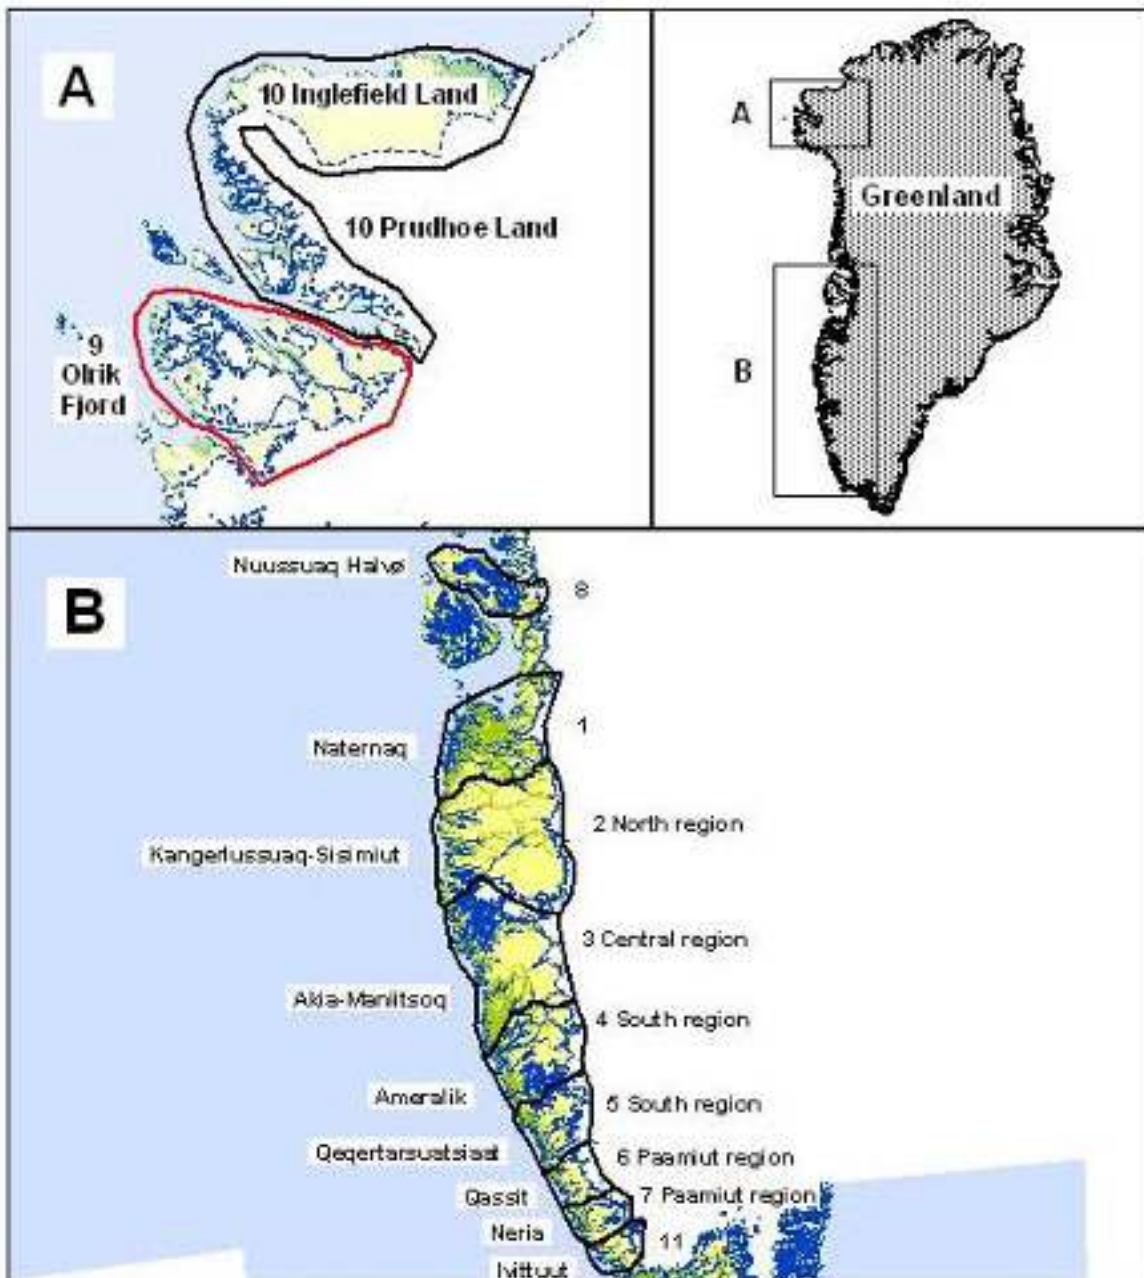 A
10 Inglefield Land
10 Prudhoe Land
9
Olrik
Fjord
A
Greenland
B
B
Nuussuaq Halvø
8
1
Naternaq
2 North region
Kangerlussuaq-Sisimiut
3 Central region
Akia-Maniitsoq
4 South region
Ameralik
5 South region
Qeqertarsuatsiaat
6 Paamiut region
Qassit
7 Paamiut region
Neria
11
Ivittuut